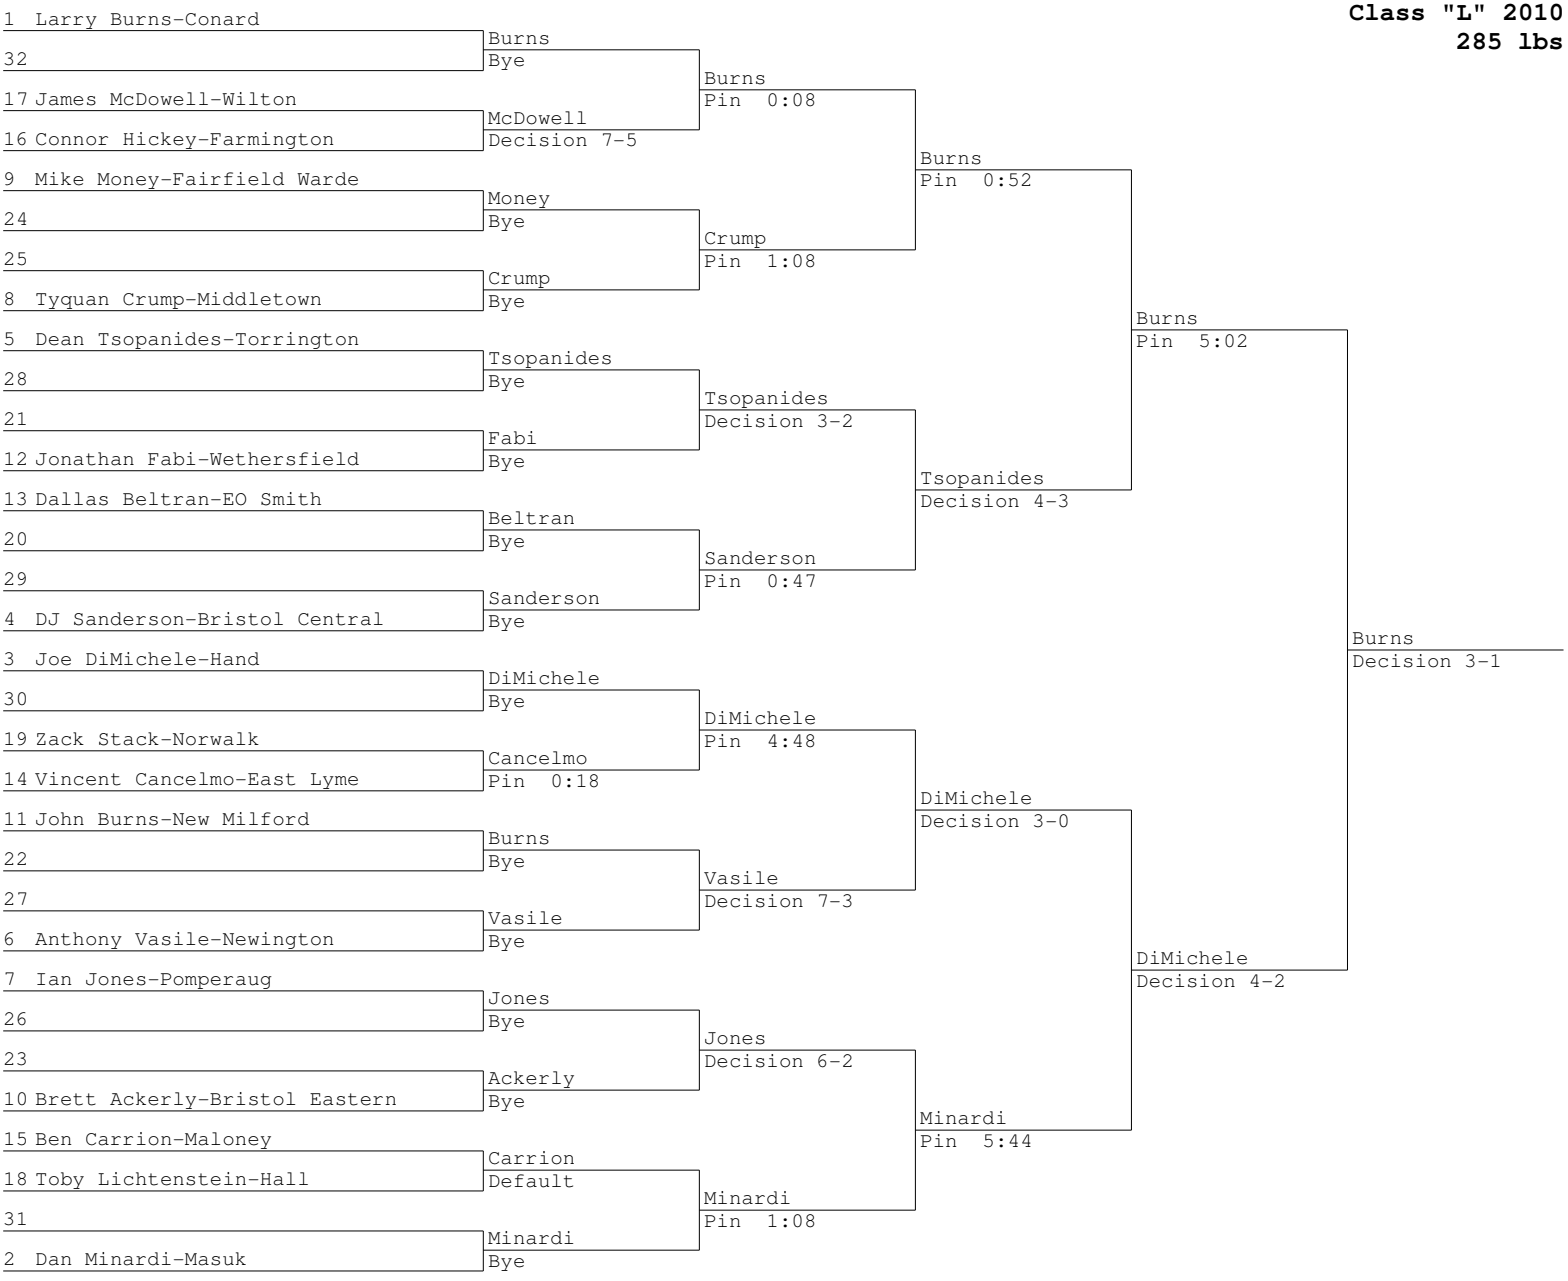 Class "L" 2010
285 lbs
1 Larry Burns-Conard
32
17 James McDowell-Wilton
16 Connor Hickey-Farmington
9 Mike Money-Fairfield Warde
24
25
8 Tyquan Crump-Middletown
5 Dean Tsopanides-Torrington
28
21
12 Jonathan Fabi-Wethersfield
13 Dallas Beltran-EO Smith
20
29
4 DJ Sanderson-Bristol Central
3 Joe DiMichele-Hand
30
19 Zack Stack-Norwalk
14 Vincent Cancelmo-East Lyme
11 John Burns-New Milford
22
27
6 Anthony Vasile-Newington
7 Ian Jones-Pomperaug
26
23
10 Brett Ackerly-Bristol Eastern
15 Ben Carrion-Maloney
18 Toby Lichtenstein-Hall
31
2 Dan Minardi-Masuk
Burns
Bye
McDowell
Decision 7-5
Money
Bye
Crump
Bye
Tsopanides
Bye
Fabi
Bye
Beltran
Bye
Sanderson
Bye
DiMichele
Bye
Cancelmo
Pin 0:18
Burns
Bye
Vasile
Bye
Jones
Bye
Ackerly
Bye
Carrion
Default
Minardi
Bye
Burns
Pin 0:08
Crump
Pin 1:08
Tsopanides
Decision 3-2
Sanderson
Pin 0:47
DiMichele
Pin 4:48
Vasile
Decision 7-3
Jones
Decision 6-2
Minardi
Pin 1:08
Burns
Pin 0:52
Tsopanides
Decision 4-3
DiMichele
Decision 3-0
Minardi
Pin 5:44
Burns
Pin 5:02
DiMichele
Decision 4-2
Burns
Decision 3-1